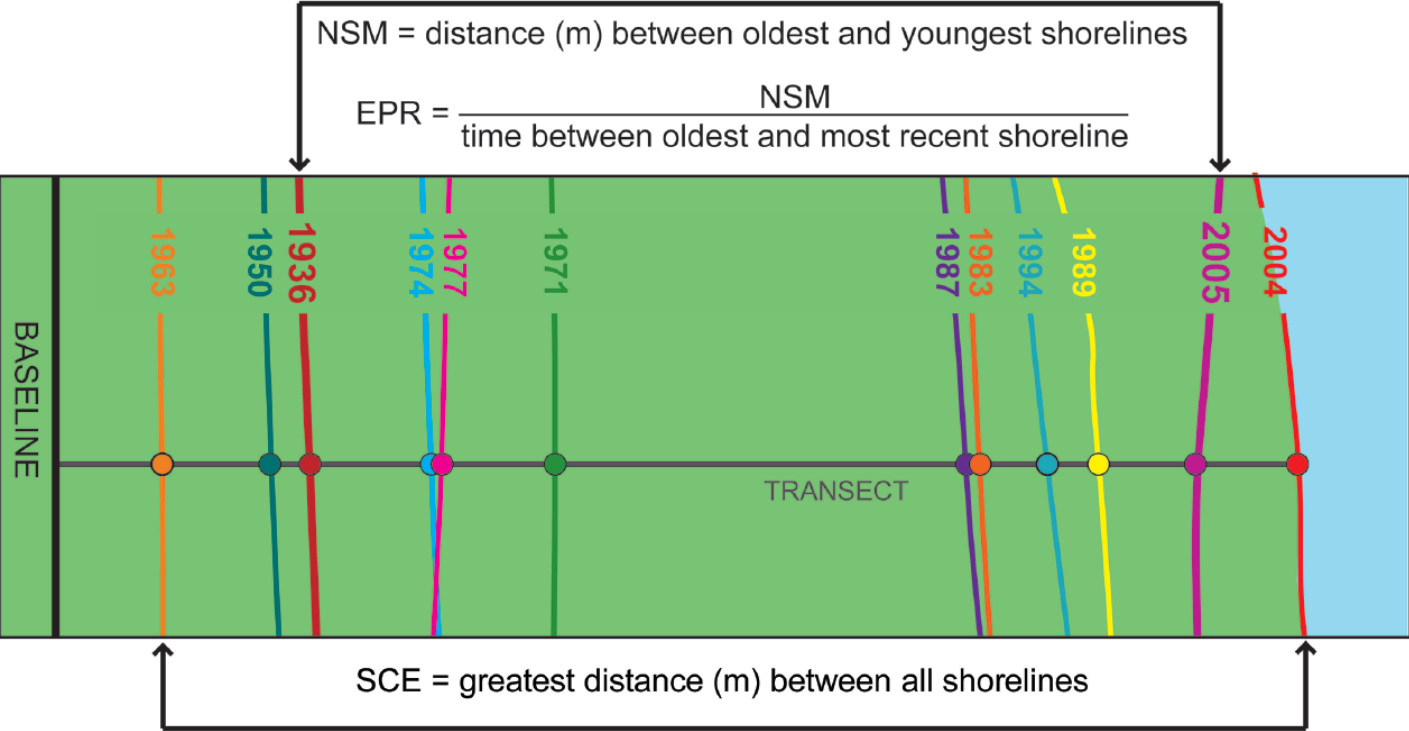 NSM = distance (m) between oldest and youngest shorelines
EPR = NSM
time between oldest and most recent shoreline
BASELINE
1963
1950
1936
1974
1977
1971
1987
1983
1994
1989
2005
2004
TRANSECT
SCE = greatest distance (m) between all shorelines